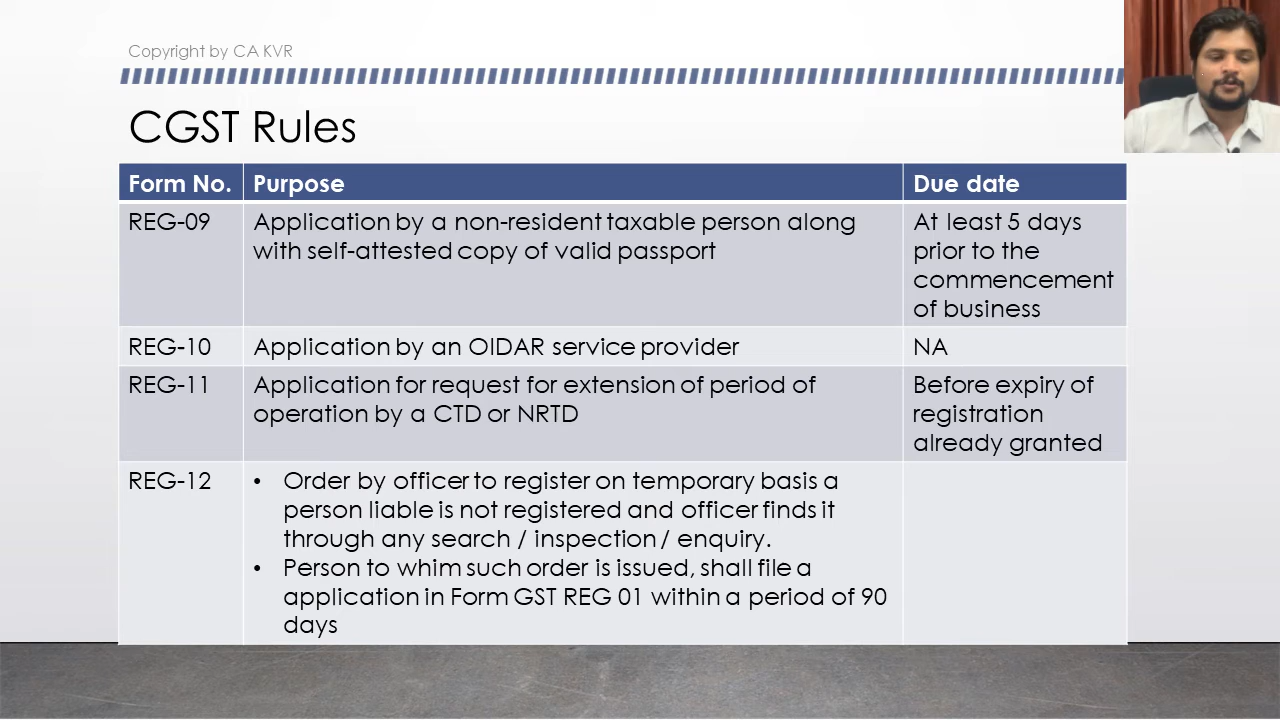 Copyright by CA KVR
CGST Rules
Form No. Purpose Due date
REG-09 Application by a non-resident taxable person along
with self-attested copy of valid passport
At least 5 days
prior to the
commencement
of business
REG-10 Application by an OIDAR service provider NA
REG-11 Application for request for extension of period of
operation by a CTD or NRTD
Before expiry of
registration
already granted
REG-12 • Order by officer to register on temporary basis a
person liable is not registered and officer finds it
through any search / inspection / enquiry.
• Person to whim such order is issued, shall file a
application in Form GST REG 01 within a period of 90
days